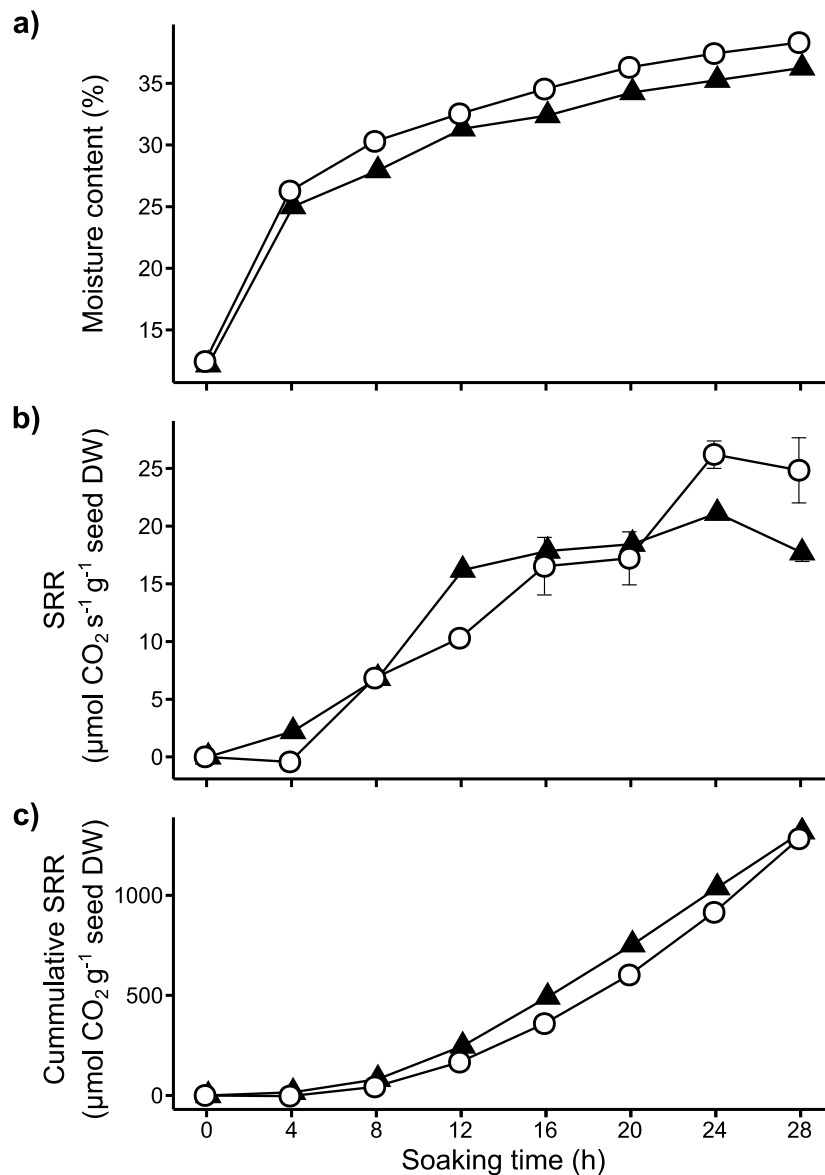 a)
Moisture content (%)
35
30
25
20
15
b)
SRR
(µmol CO₂ s⁻¹ g⁻¹ seed DW)
25
20
15
10
5
0
c)
Cummulative SRR
(µmol CO₂ g⁻¹ seed DW)
1000
500
0
0 4 8 12 16 20 24 28
Soaking time (h)